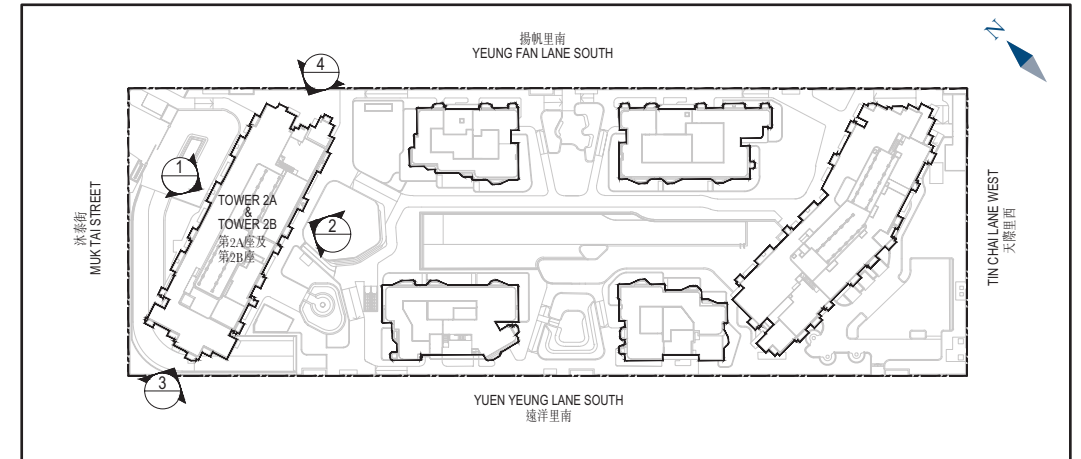 揚帆里南
YEUNG FAN LANE SOUTH
N
4
1
TOWER 2A
&
TOWER 2B
第2A座及
第2B座
2
沐泰街
MUK TAI STREET
TIN CHAI LANE WEST
天際里西
3
YUEN YEUNG LANE SOUTH
遠洋里南